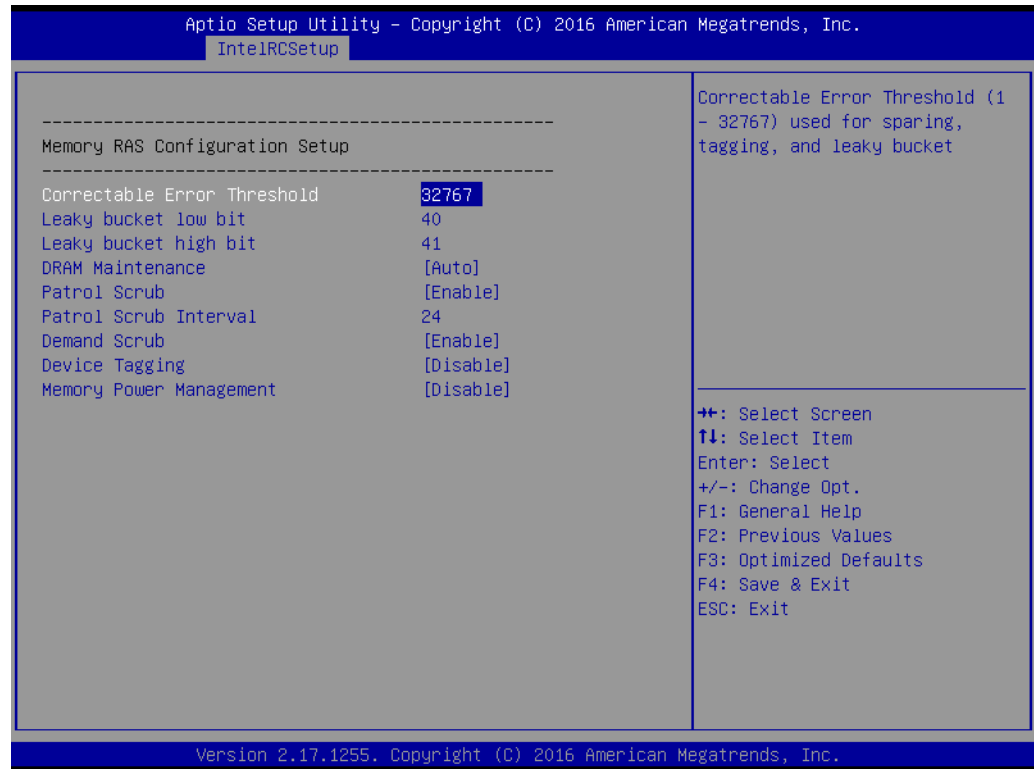 Aptio Setup Utility – Copyright (C) 2016 American Megatrends, Inc.
IntelRCSetup
--------------------------------------------------
Memory RAS Configuration Setup
--------------------------------------------------
Correctable Error Threshold 32767
Leaky bucket low bit 40
Leaky bucket high bit 41
DRAM Maintenance [Auto]
Patrol Scrub [Enable]
Patrol Scrub Interval 24
Demand Scrub [Enable]
Device Tagging [Disable]
Memory Power Management [Disable]
Correctable Error Threshold (1
– 32767) used for sparing,
tagging, and leaky bucket
→←: Select Screen
↑↓: Select Item
Enter: Select
+/–: Change Opt.
F1: General Help
F2: Previous Values
F3: Optimized Defaults
F4: Save & Exit
ESC: Exit
Version 2.17.1255. Copyright (C) 2016 American Megatrends, Inc.